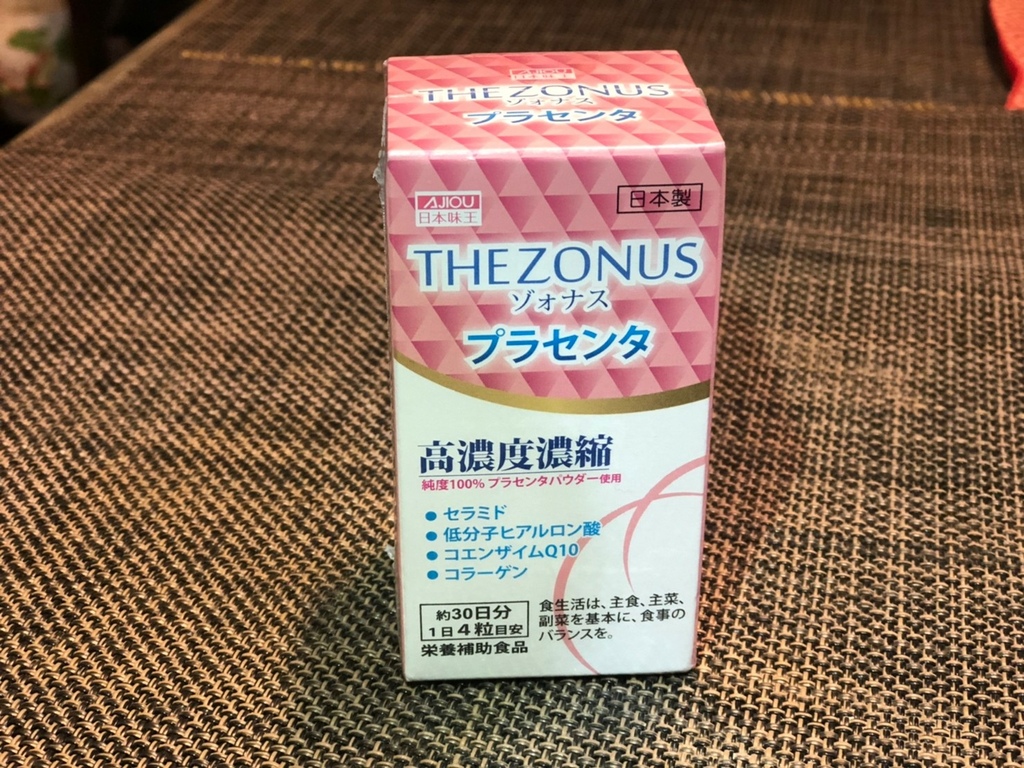 AJIOU
日本味王
THE ZONUS
ゾォナス
プラセンタ
AJIOU
日本味王
日本製
THE ZONUS
ゾォナス
プラセンタ
高濃度濃縮
純度100% プラセンタパウダー使用
● セラミド
● 低分子ヒアルロン酸
● コエンザイムQ10
● コラーゲン
約30日分
1日4粒目安
栄養補助食品
食生活は、主食、主菜、
副菜を基本に、食事の
バランスを。